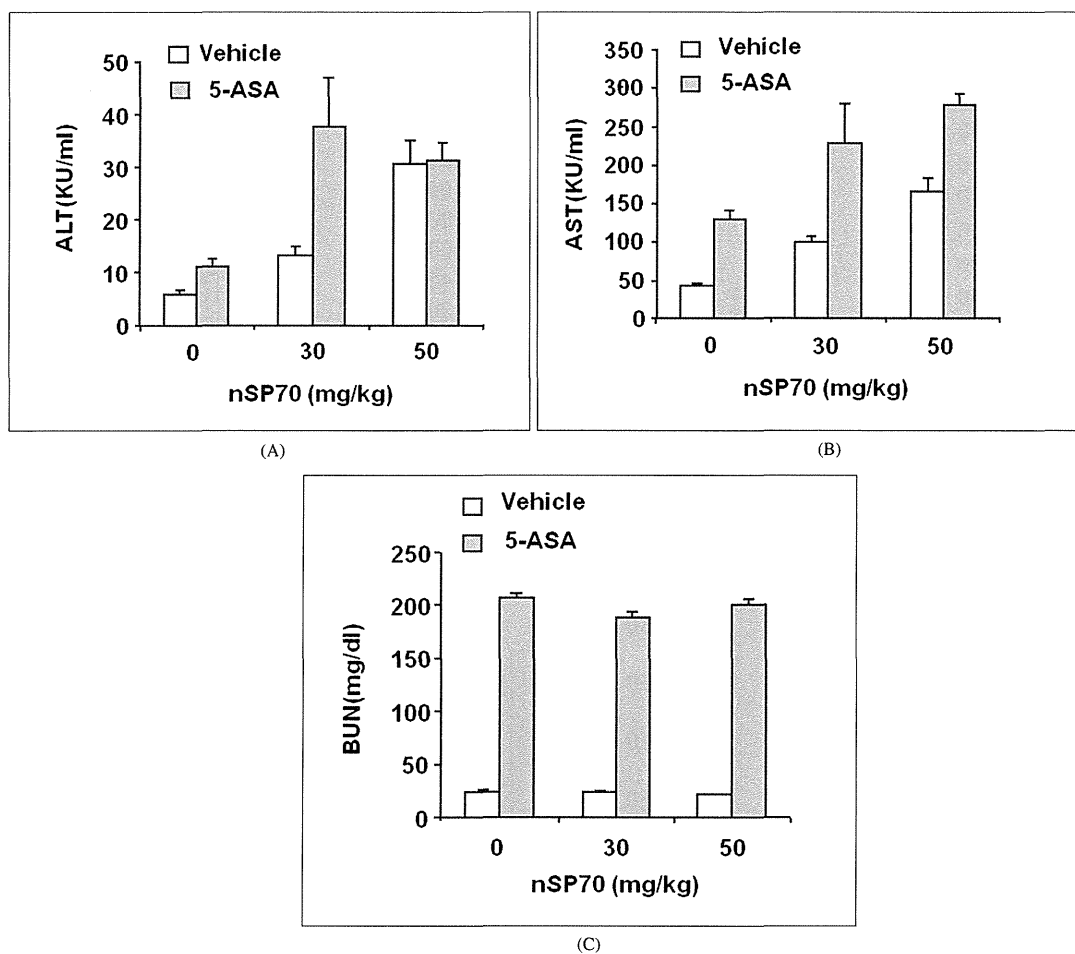 Vehicle
5-ASA
ALT(KU/ml)
50
40
30
20
10
0
0 30 50
nSP70 (mg/kg)
(A)
Vehicle
5-ASA
AST(KU/ml)
350
300
250
200
150
100
50
0
0 30 50
nSP70 (mg/kg)
(B)
Vehicle
5-ASA
BUN(mg/dl)
250
200
150
100
50
0
0 30 50
nSP70 (mg/kg)
(C)